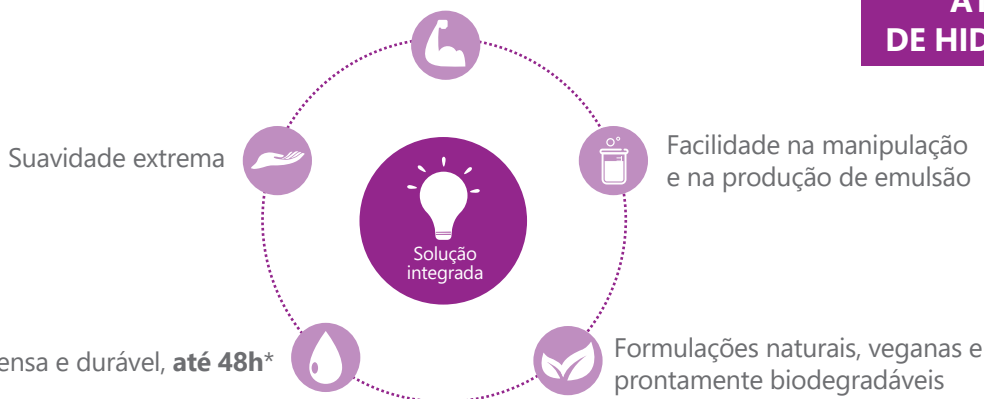 DE HID
Suavidade extrema
Facilidade na manipulação
e na produção de emulsão
Solução
integrada
ensa e durável, até 48h*
Formulações naturais, veganas e
prontamente biodegradáveis